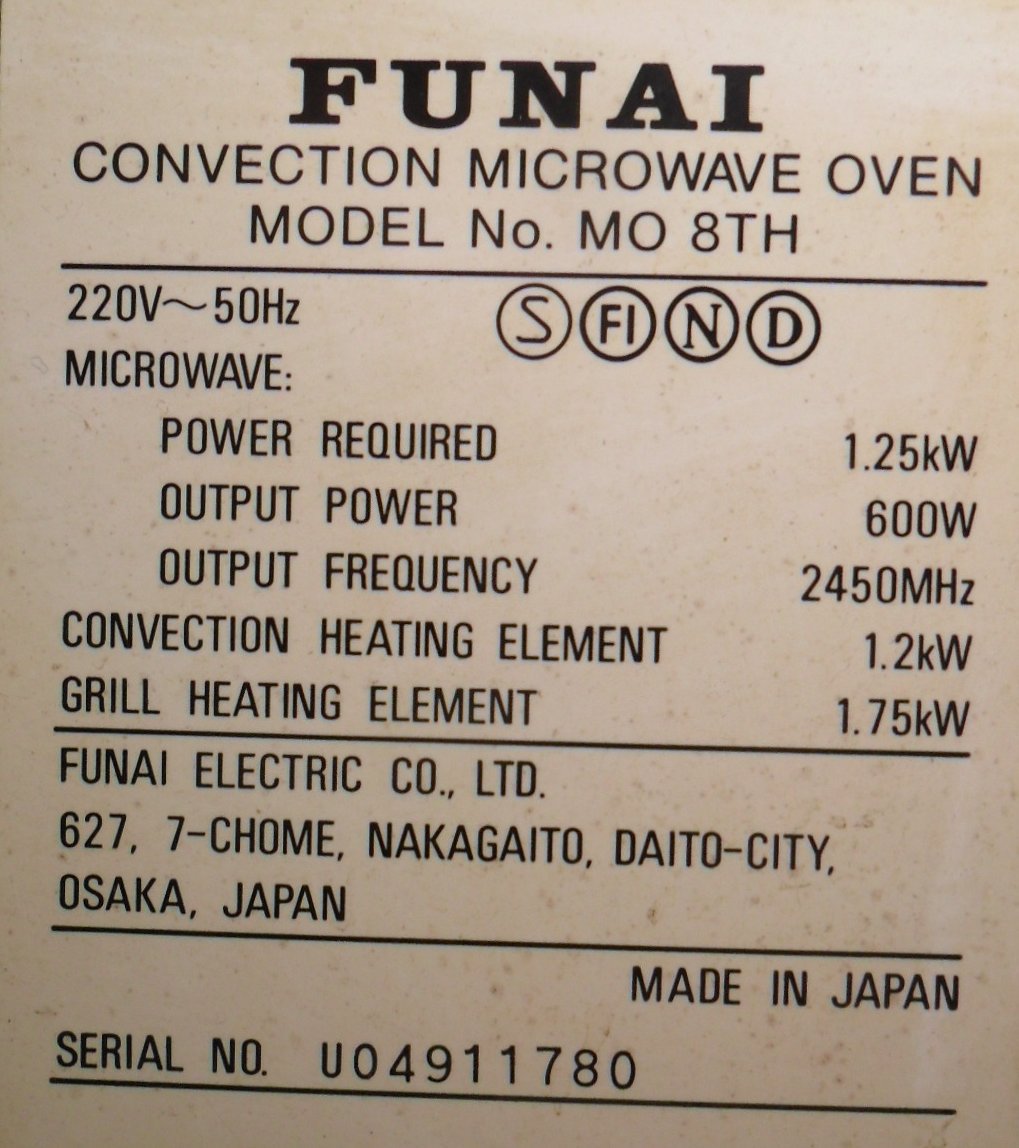 FUNAI
CONVECTION MICROWAVE OVEN
MODEL No. MO 8TH
220V~50Hz S FI N D
MICROWAVE:
POWER REQUIRED 1.25kW
OUTPUT POWER 600W
OUTPUT FREQUENCY 2450MHz
CONVECTION HEATING ELEMENT 1.2kW
GRILL HEATING ELEMENT 1.75kW
FUNAI ELECTRIC CO., LTD.
627, 7-CHOME, NAKAGAITO, DAITO-CITY,
OSAKA, JAPAN
MADE IN JAPAN
SERIAL NO. U04911780